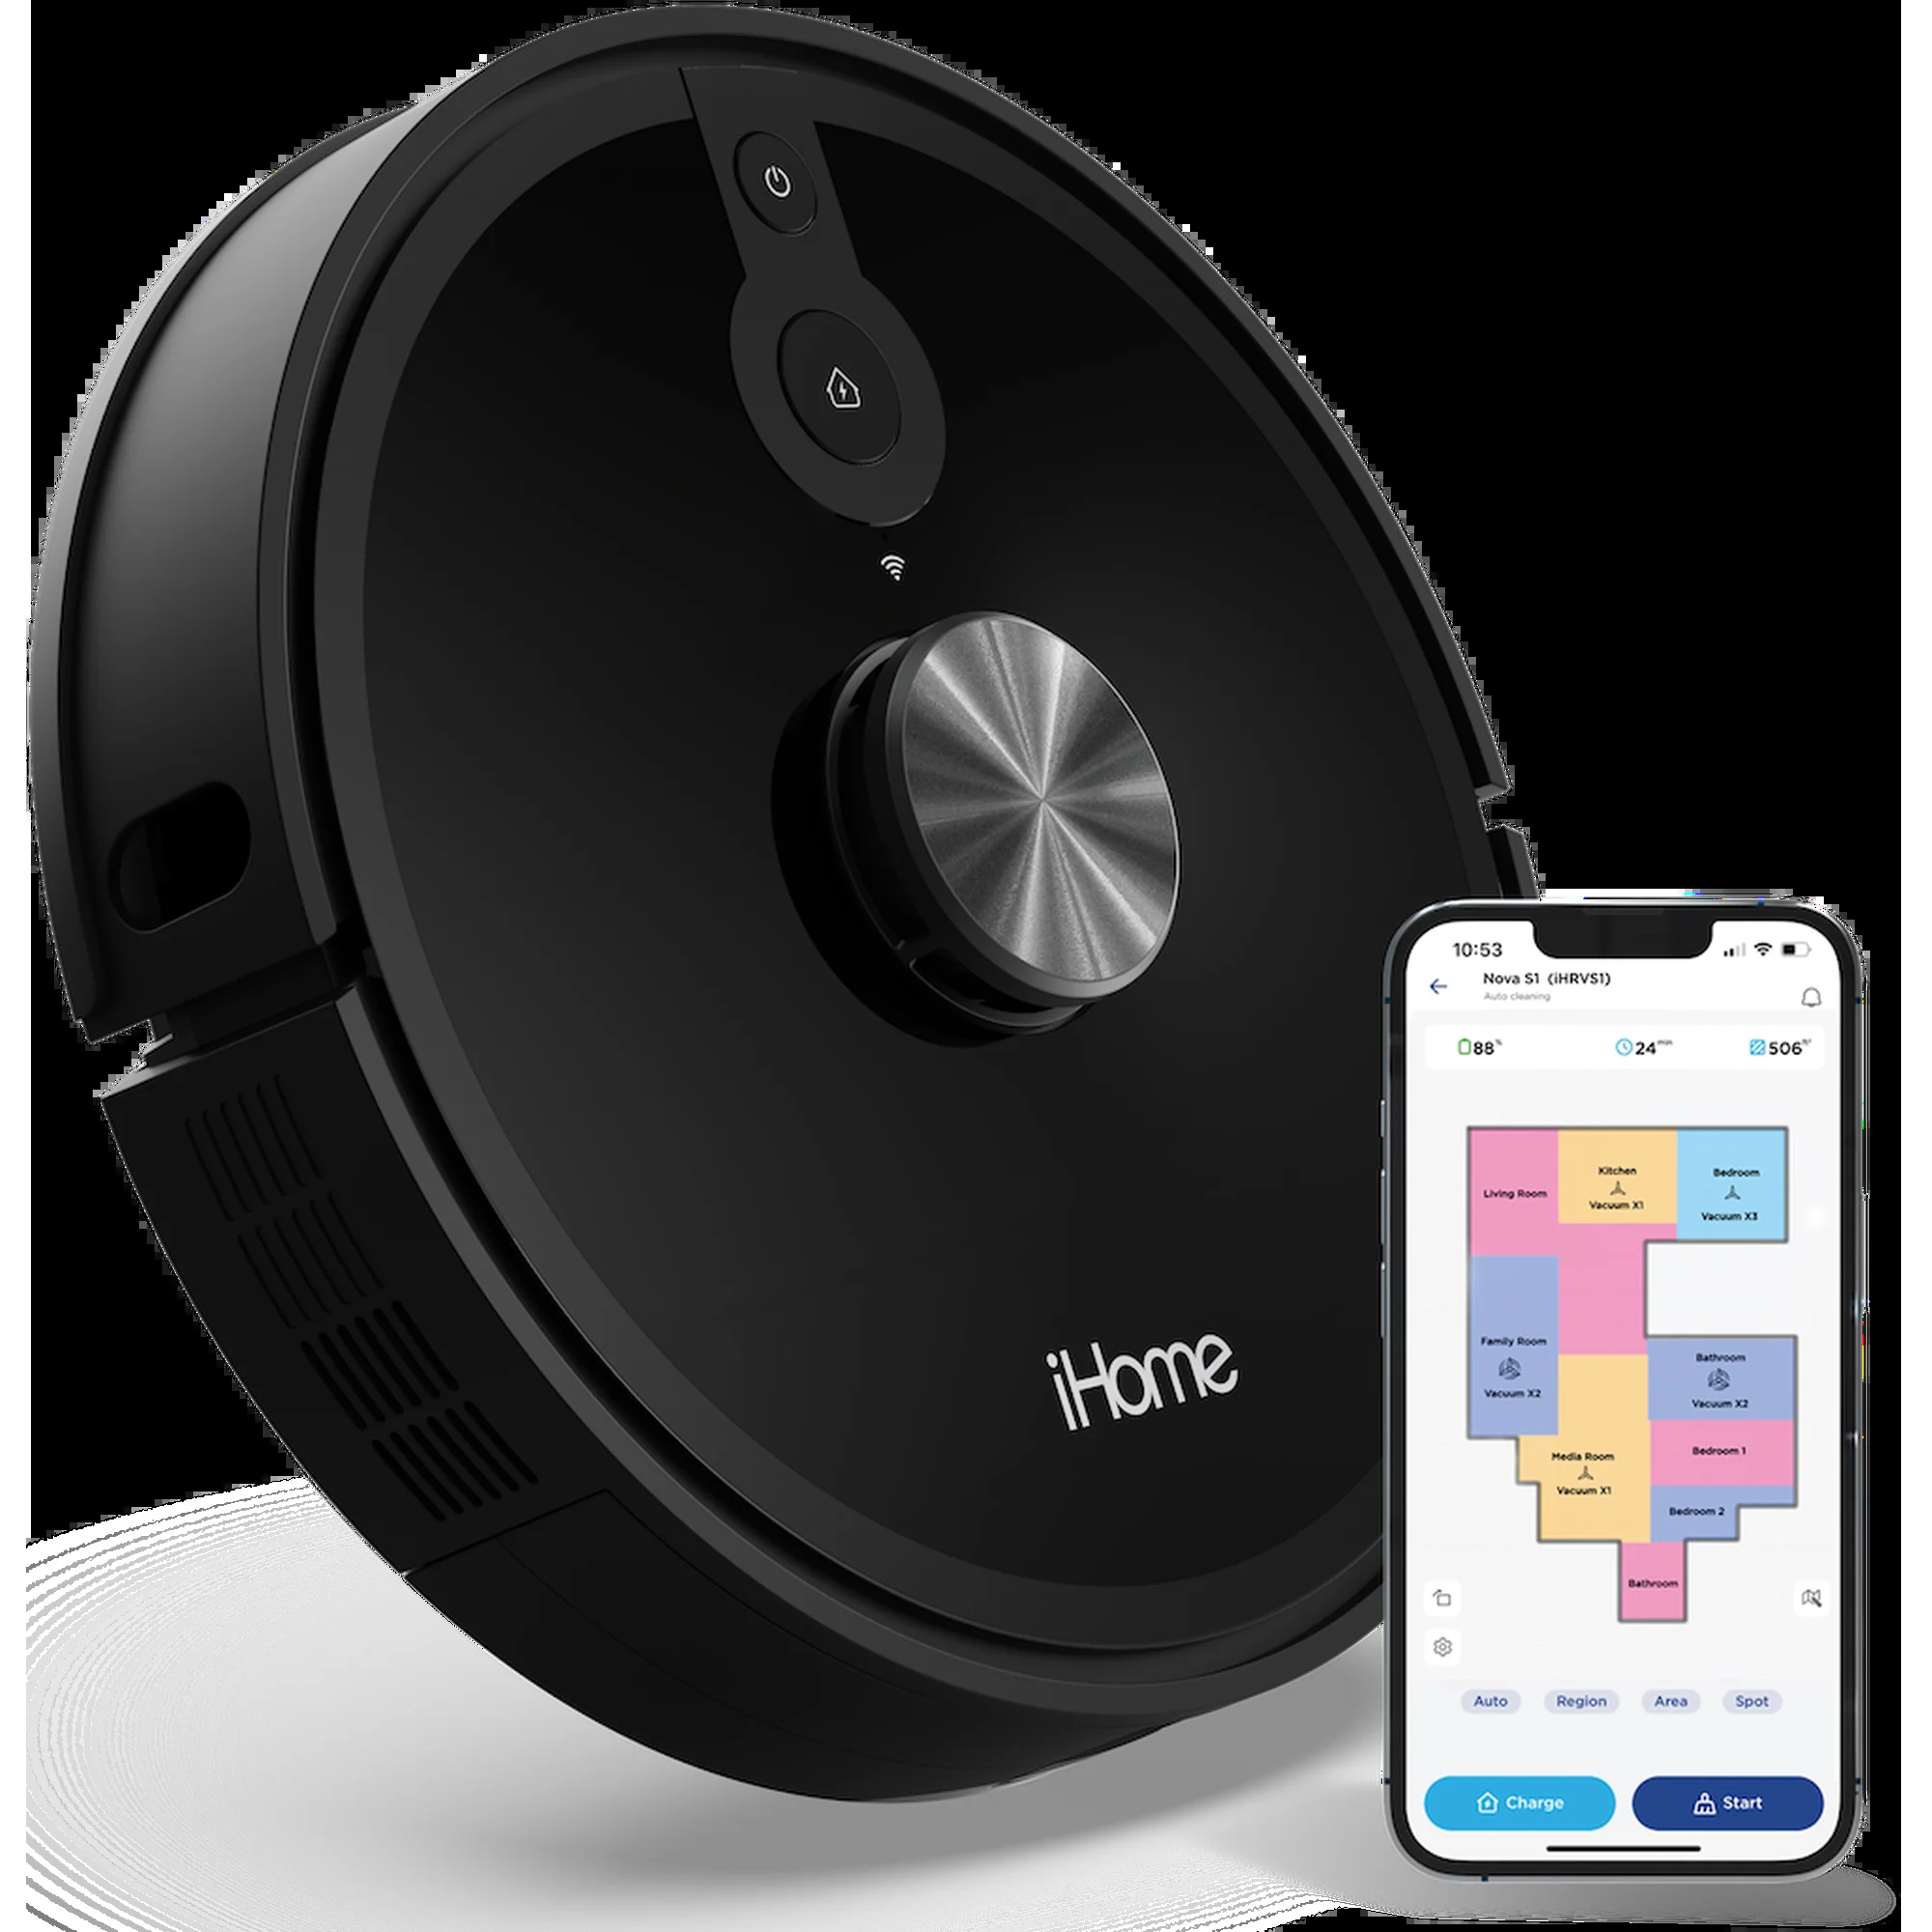 iHome
10:53
Nova S1 (iHRVS1)
Auto cleaning
88%
24min
506ft²
Living Room
Kitchen
Vacuum X1
Bedroom
Vacuum X3
Family Room
Vacuum X2
Bathroom
Vacuum X2
Media Room
Vacuum X1
Bedroom 1
Bedroom 2
Bathroom
Auto Region Area Spot
Charge Start